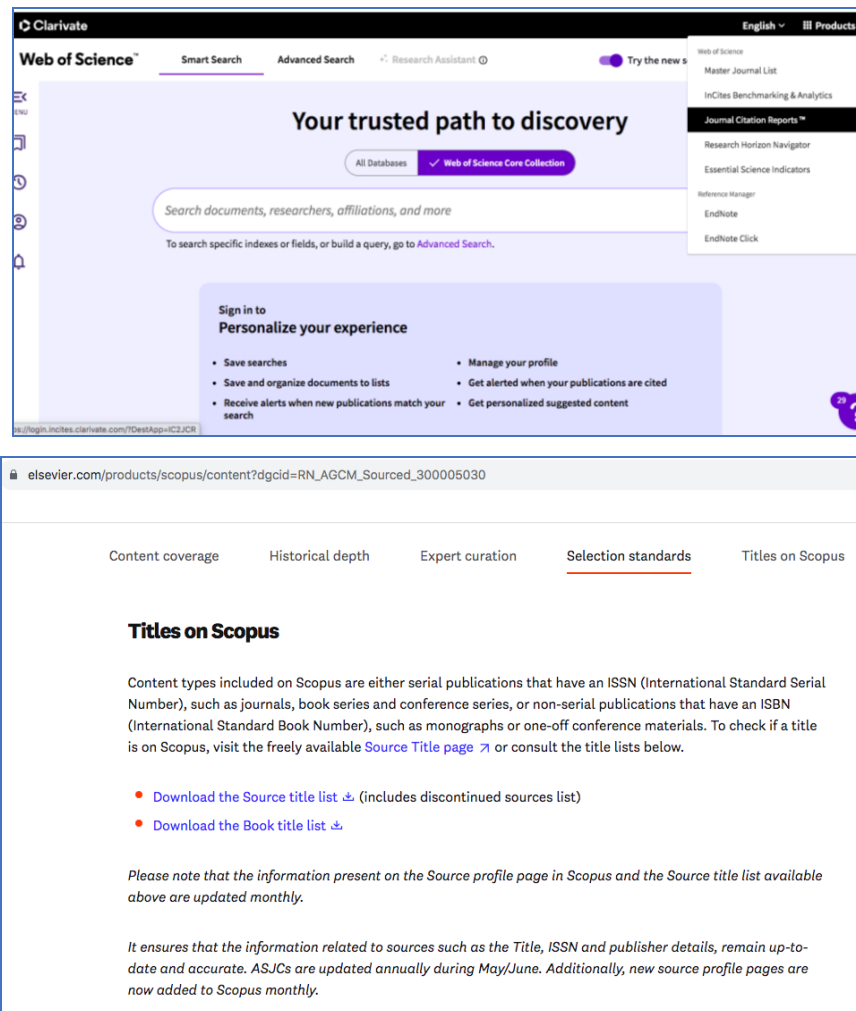 Clarivate
English
Products
Web of Science™
Smart Search
Advanced Search
Research Assistant
Try the new s
Web of Science
Master Journal List
InCites Benchmarking & Analytics
Journal Citation Reports™
Research Horizon Navigator
Essential Science Indicators
Reference Manager
EndNote
EndNote Click
Your trusted path to discovery
All Databases
Web of Science Core Collection
Search documents, researchers, affiliations, and more
To search specific indexes or fields, or build a query, go to Advanced Search.
Sign in to
Personalize your experience
• Save searches
• Save and organize documents to lists
• Receive alerts when new publications match your
search
• Manage your profile
• Get alerted when your publications are cited
• Get personalized suggested content
29
?
ps://login.incites.clarivate.com/?DestApp=IC2JCR
elsevier.com/products/scopus/content?dgcid=RN_AGCM_Sourced_300005030
Content coverage
Historical depth
Expert curation
Selection standards
Titles on Scopus
Titles on Scopus
Content types included on Scopus are either serial publications that have an ISSN (International Standard Serial
Number), such as journals, book series and conference series, or non-serial publications that have an ISBN
(International Standard Book Number), such as monographs or one-off conference materials. To check if a title
is on Scopus, visit the freely available Source Title page ↗ or consult the title lists below.
• Download the Source title list (includes discontinued sources list)
• Download the Book title list
Please note that the information present on the Source profile page in Scopus and the Source title list available
above are updated monthly.
It ensures that the information related to sources such as the Title, ISSN and publisher details, remain up-to-
date and accurate. ASJCs are updated annually during May/June. Additionally, new source profile pages are
now added to Scopus monthly.